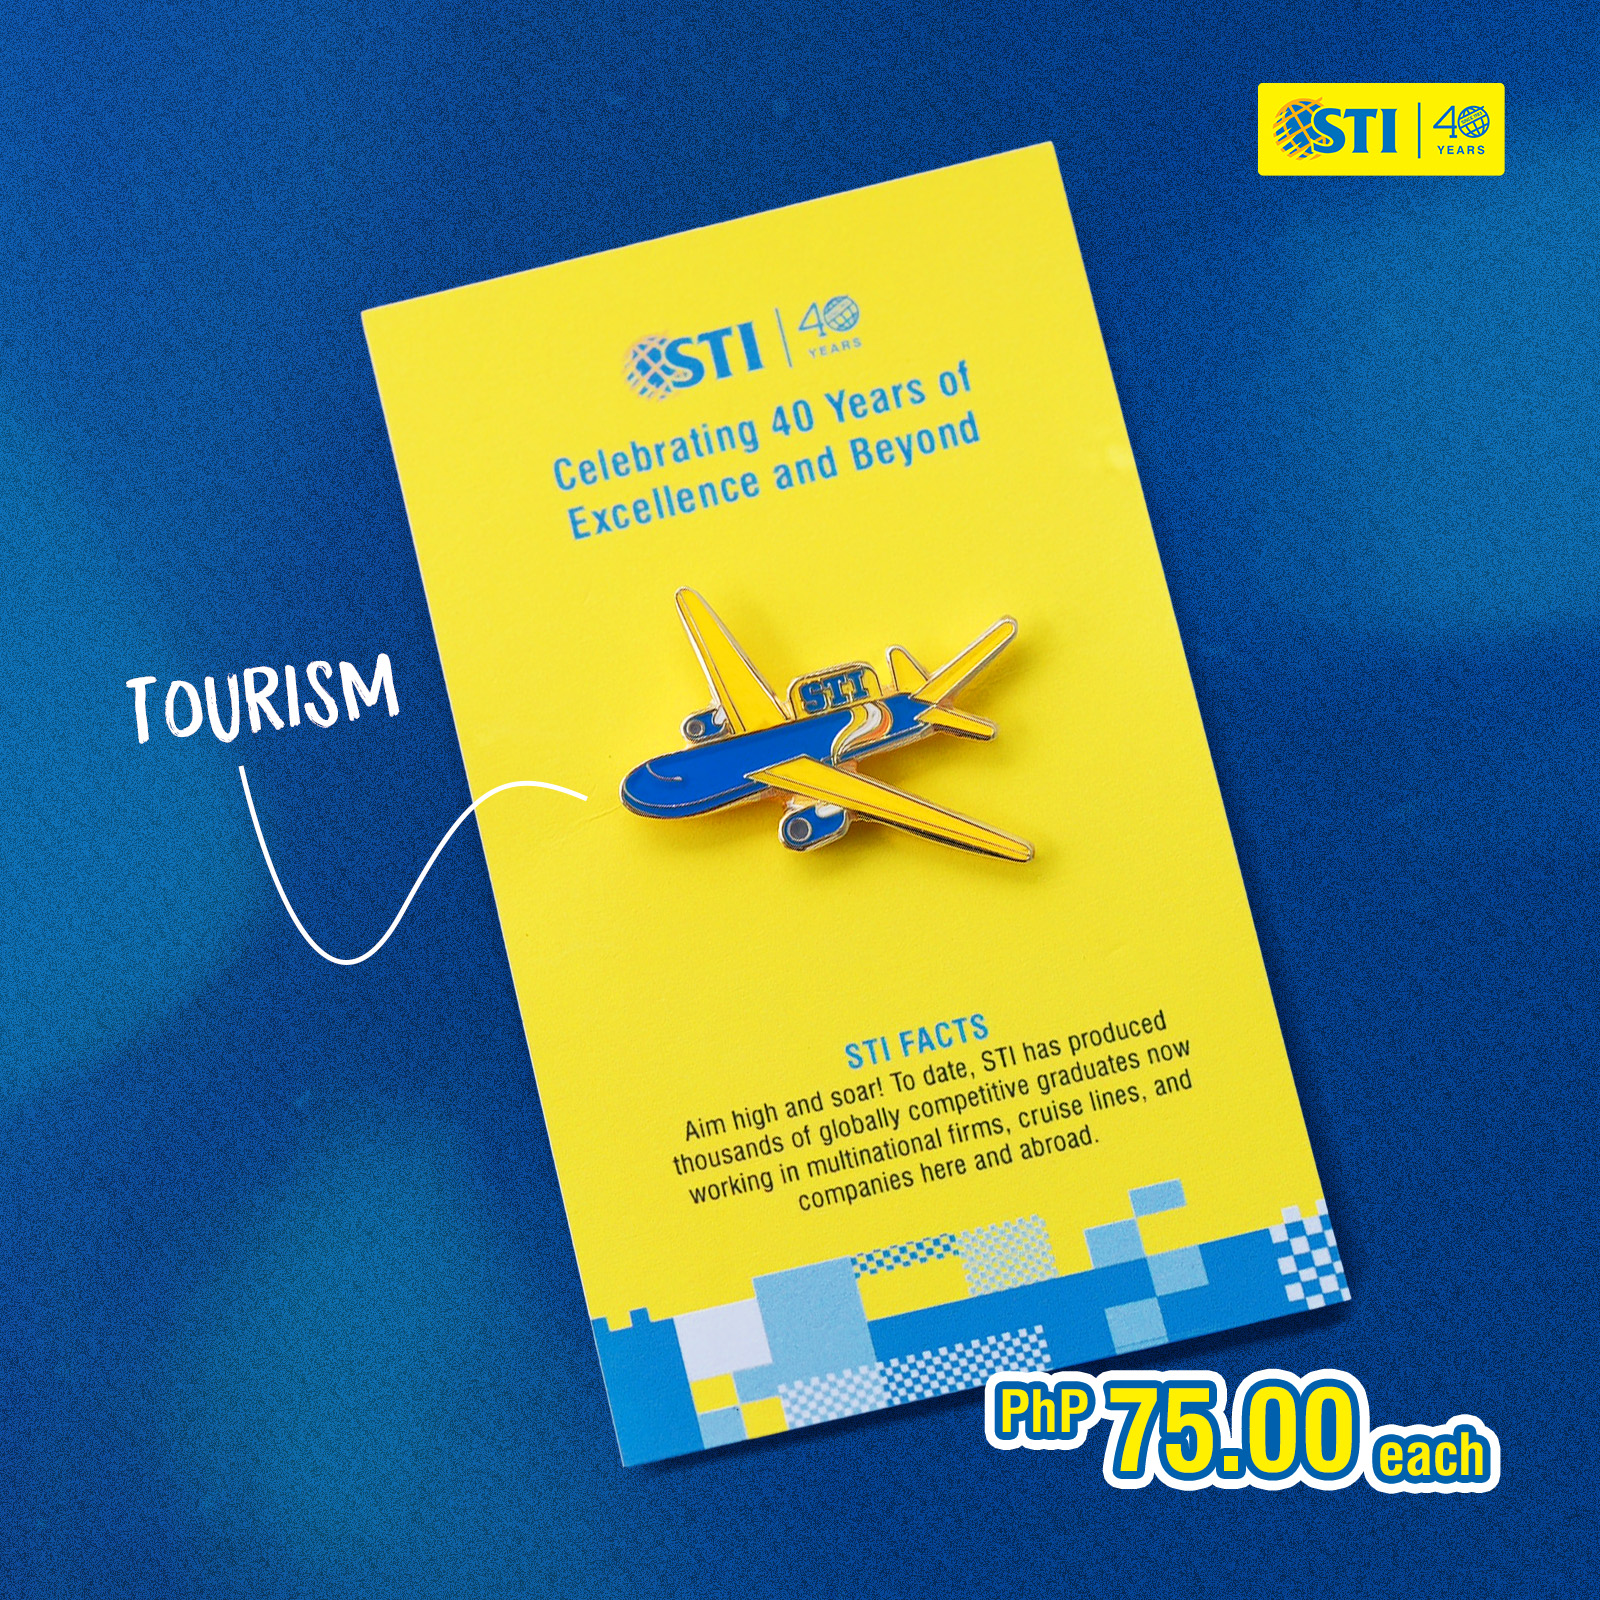 STI | 40
YEARS
STI | 40
YEARS
Celebrating 40 Years of
Excellence and Beyond
STI
TOURISM
STI FACTS
Aim high and soar! To date, STI has produced
thousands of globally competitive graduates now
working in multinational firms, cruise lines, and
companies here and abroad.
PhP 75.00 each